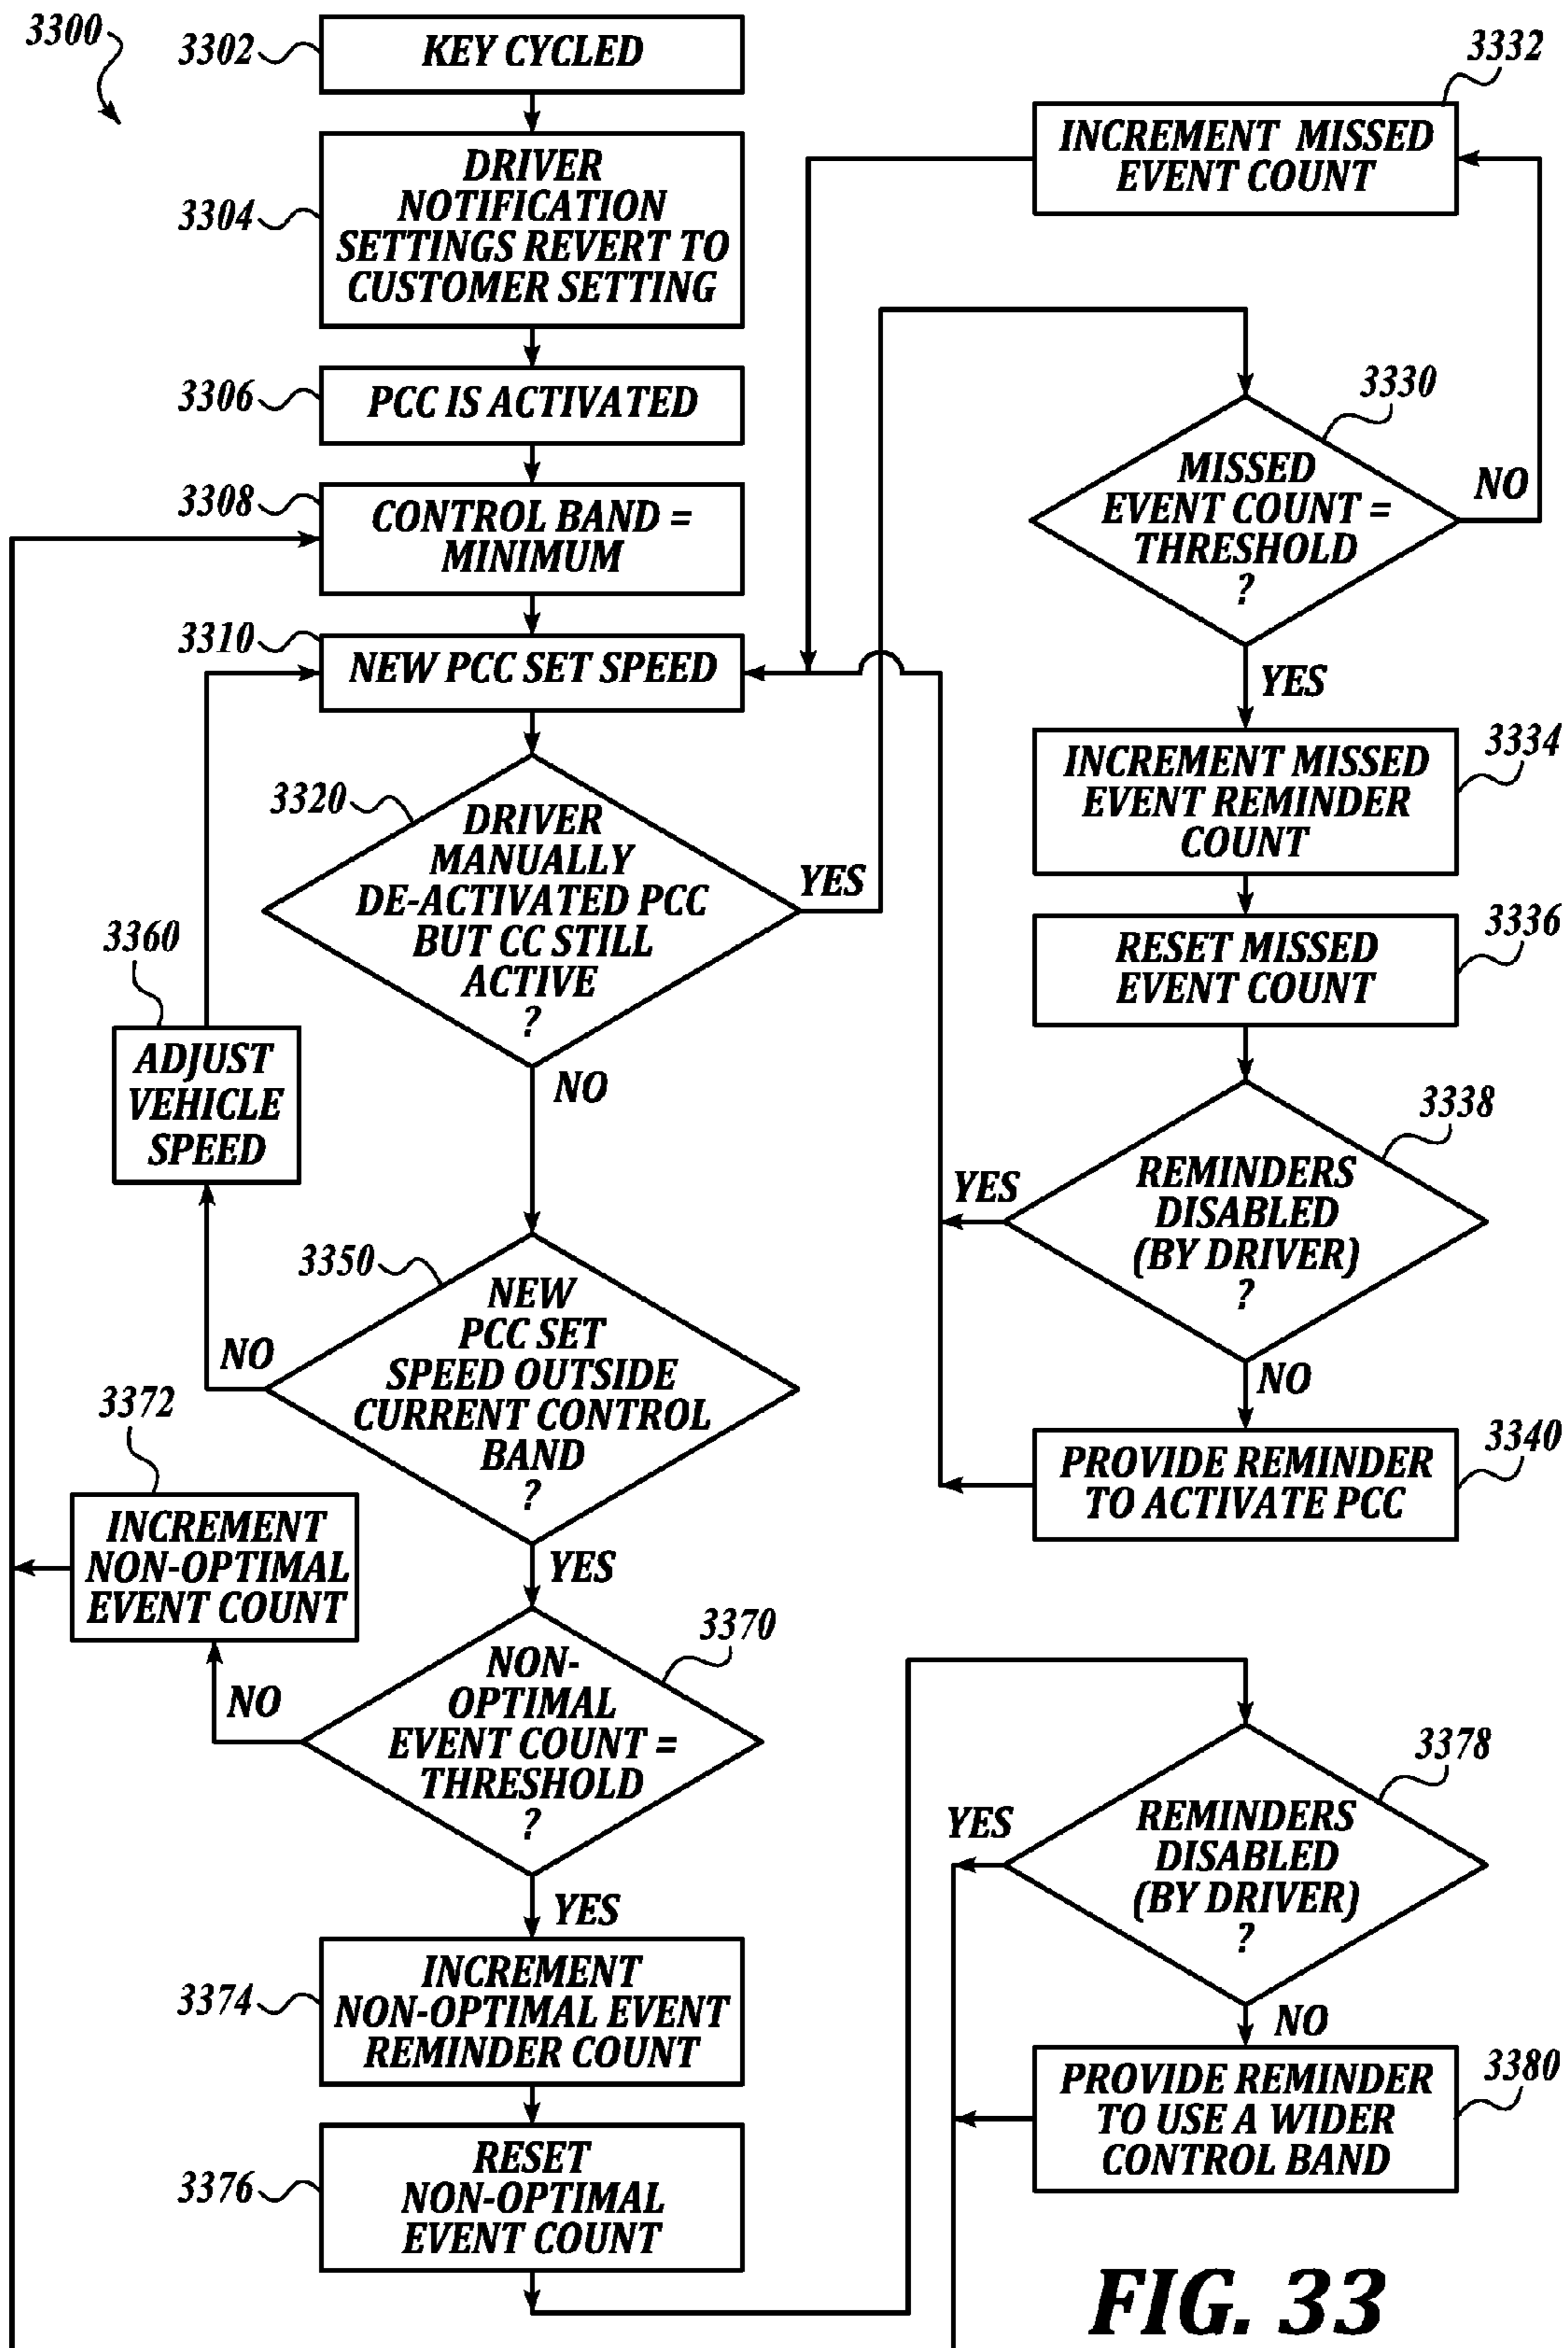 3300
3302
KEY CYCLED
3304
DRIVER
NOTIFICATION
SETTINGS REVERT TO
CUSTOMER SETTING
3306
PCC IS ACTIVATED
3308
CONTROL BAND =
MINIMUM
3310
NEW PCC SET SPEED
3320
DRIVER
MANUALLY
DE-ACTIVATED PCC
BUT CC STILL
ACTIVE
?
YES
NO
3360
ADJUST
VEHICLE
SPEED
3350
NEW
PCC SET
SPEED OUTSIDE
CURRENT CONTROL
BAND
?
NO
YES
3372
INCREMENT
NON-OPTIMAL
EVENT COUNT
3370
NON-
OPTIMAL
EVENT COUNT =
THRESHOLD
?
NO
YES
3374
INCREMENT
NON-OPTIMAL EVENT
REMINDER COUNT
3376
RESET
NON-OPTIMAL
EVENT COUNT
3332
INCREMENT MISSED
EVENT COUNT
3330
MISSED
EVENT COUNT =
THRESHOLD
?
NO
YES
3334
INCREMENT MISSED
EVENT REMINDER
COUNT
3336
RESET MISSED
EVENT COUNT
3338
REMINDERS
DISABLED
(BY DRIVER)
?
YES
NO
3340
PROVIDE REMINDER
TO ACTIVATE PCC
3378
REMINDERS
DISABLED
(BY DRIVER)
?
YES
NO
3380
PROVIDE REMINDER
TO USE A WIDER
CONTROL BAND
FIG. 33